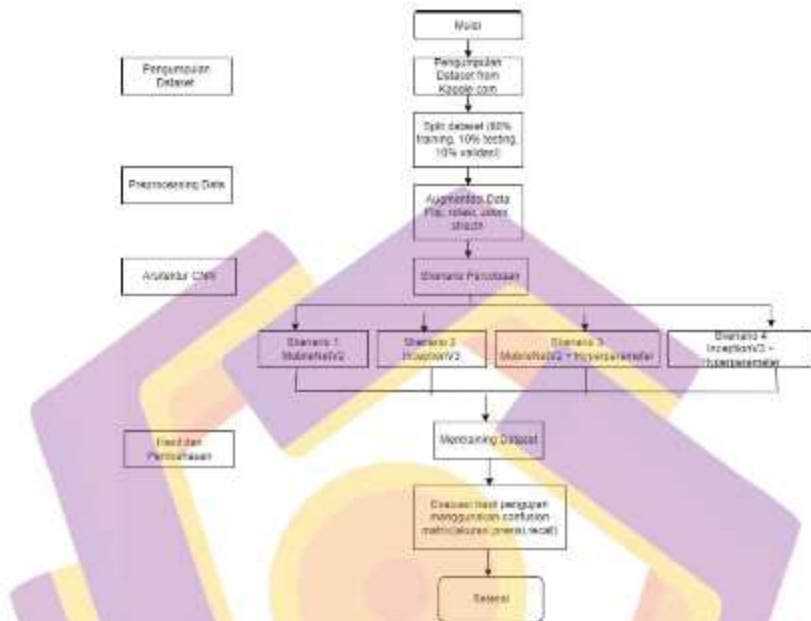 Mulai
Pengumpulan
Dataset
Pengumpulan
Dataset from
Kaggle.com
Split dataset (80%
training, 10% testing,
10% validasi)
Preprocessing Data
Augmentasi Data
Flip, rotasi, zoom
Arsitektur CNN
Skenario Percobaan
Skenario 1
MobileNetV2
Skenario 2
InceptionV3
Skenario 3
MobileNetV2 + Hyperparameter
Skenario 4
InceptionV3 +
Hyperparameter
Hasil dan
Pembahasan
Mentraining Dataset
Evaluasi hasil pengujian
menggunakan confusion
matrix(akurasi,presisi,recall)
Selesai